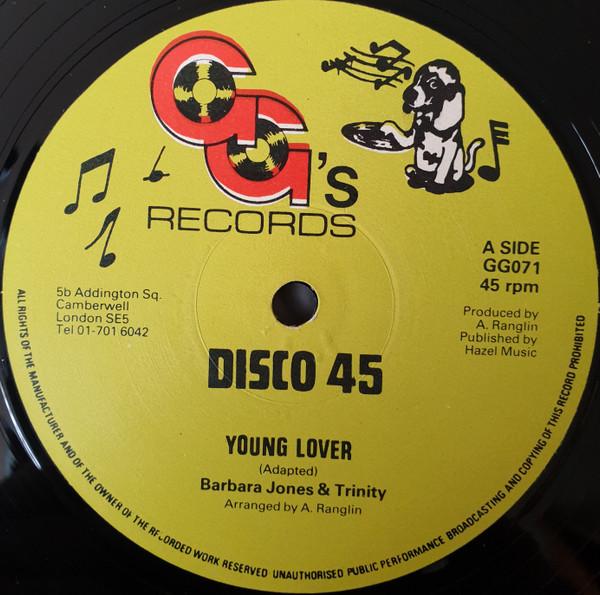 GG's
RECORDS
A SIDE
GG071
45 rpm
5b Addington Sq.
Camberwell
London SE5
Tel 01-701 6042
Produced by
A. Ranglin
Published by
Hazel Music
DISCO 45
YOUNG LOVER
(Adapted)
Barbara Jones & Trinity
Arranged by A. Ranglin
ALL RIGHTS OF THE MANUFACTURER AND OF THE OWNER OF THE RECORDED WORK RESERVED UNAUTHORISED PUBLIC PERFORMANCE BROADCASTING AND COPYING OF THIS RECORD PROHIBITED